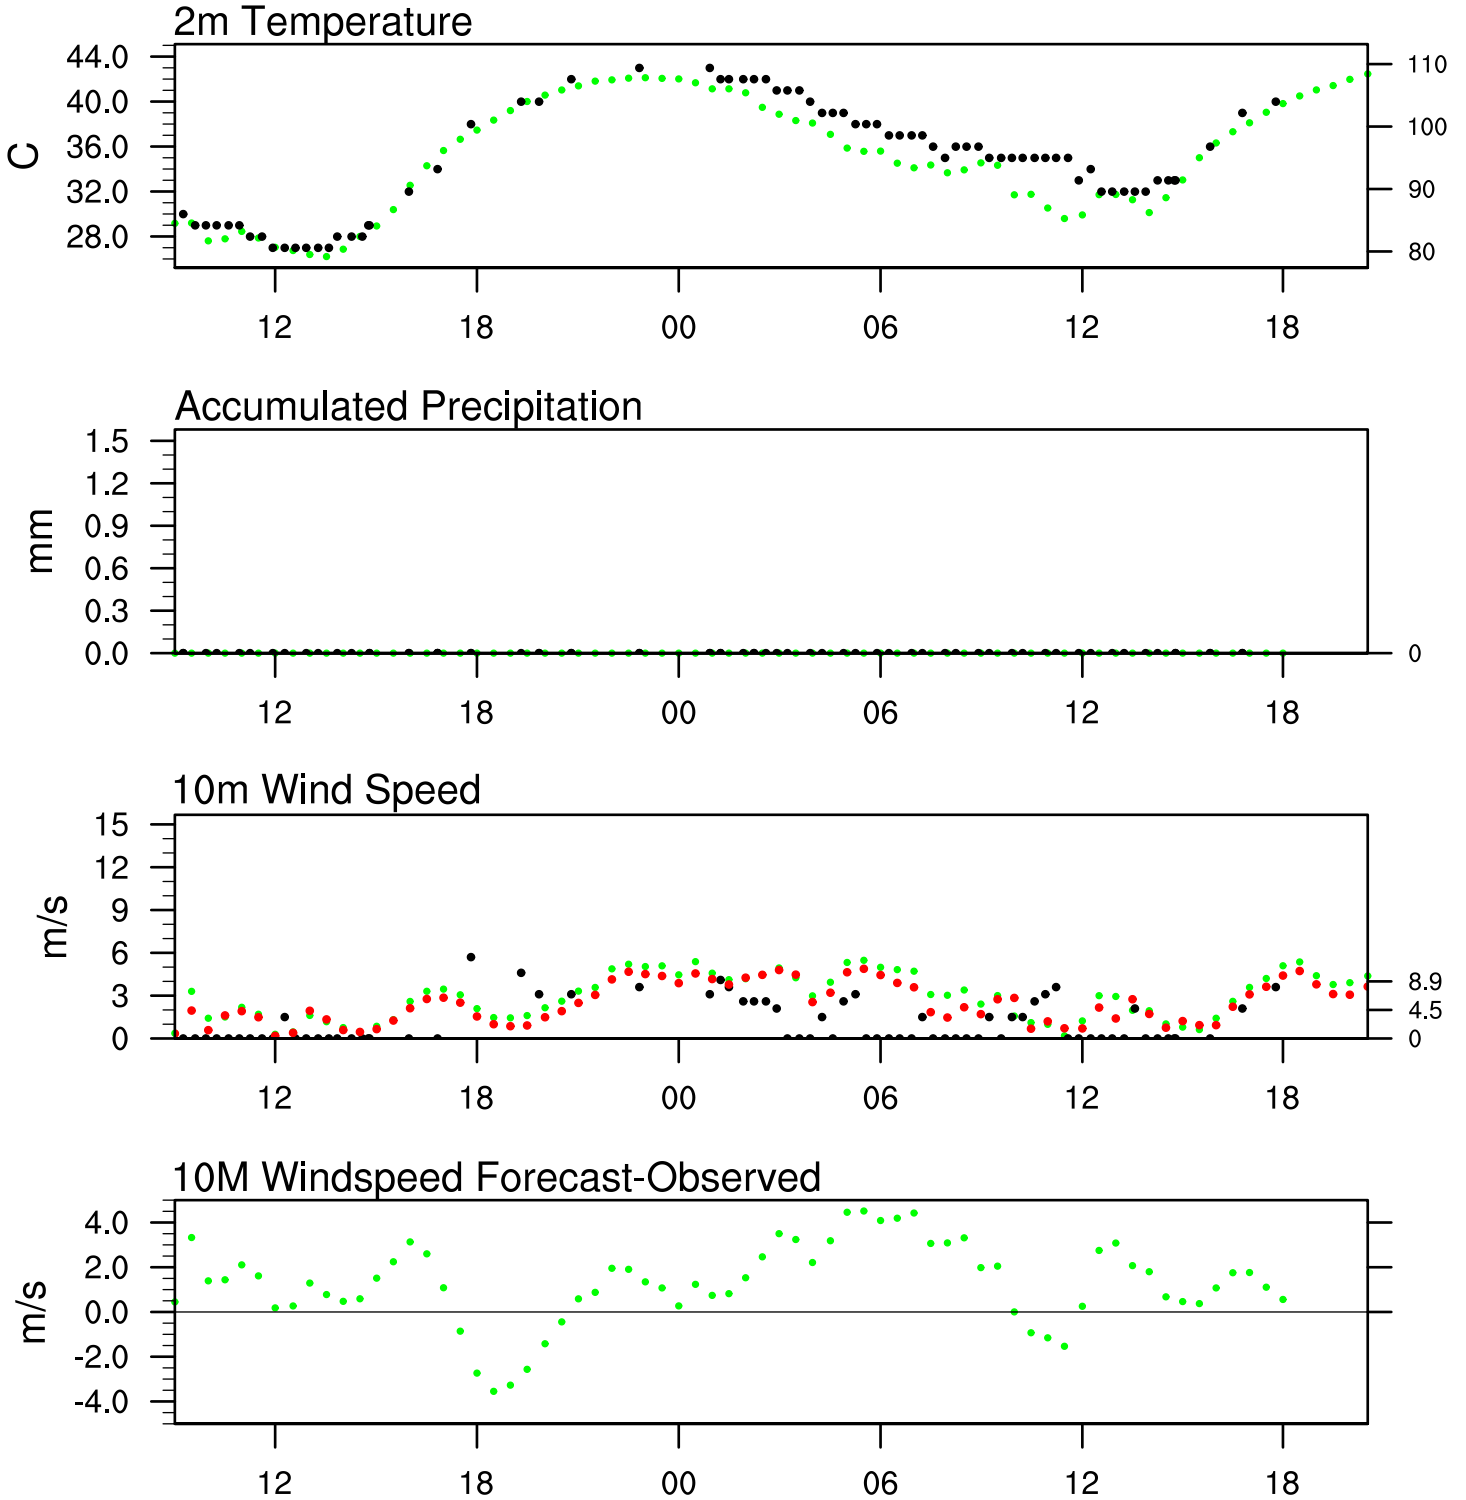 2m Temperature
44.0
40.0
36.0
32.0
28.0
C
110
100
90
80
12 18 00 06 12 18
Accumulated Precipitation
1.5
1.2
0.9
0.6
0.3
0.0
mm
0
12 18 00 06 12 18
10m Wind Speed
15
12
9
6
3
0
m/s
8.9
4.5
0
12 18 00 06 12 18
10M Windspeed Forecast-Observed
4.0
2.0
0.0
-2.0
-4.0
m/s
12 18 00 06 12 18